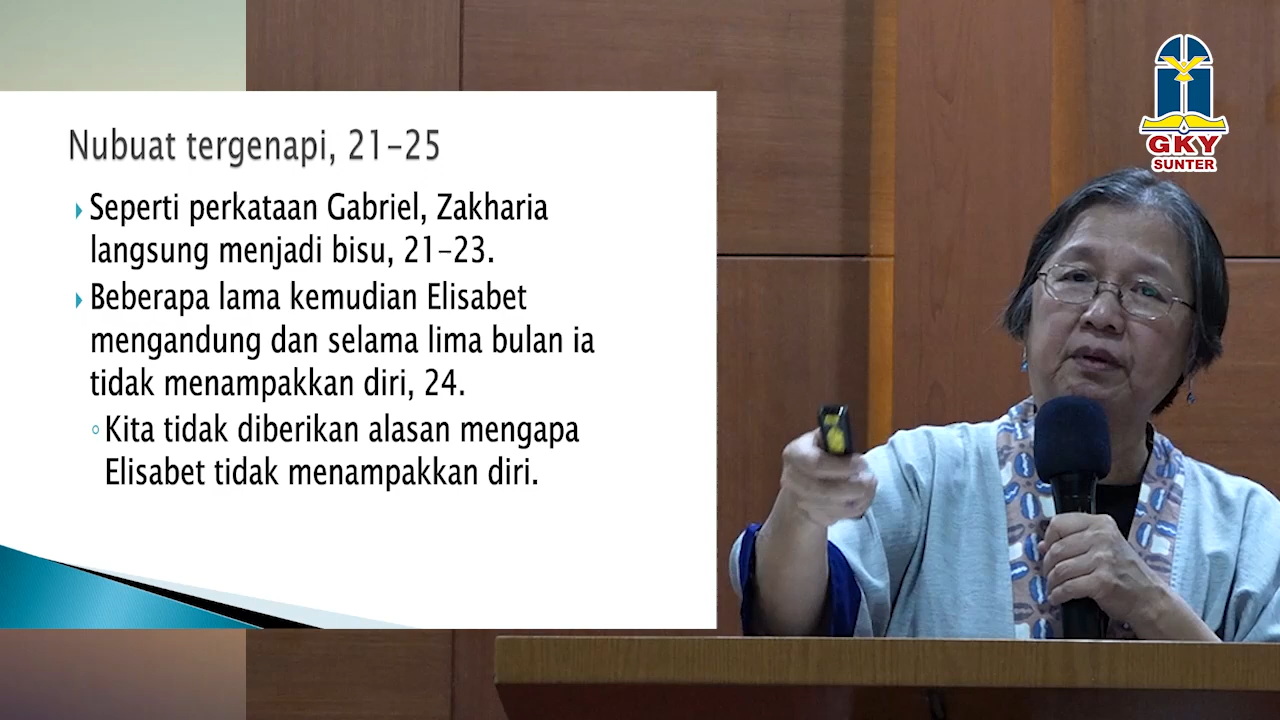 Nubuat tergenapi, 21-25
Seperti perkataan Gabriel, Zakharia
langsung menjadi bisu, 21-23.
Beberapa lama kemudian Elisabet
mengandung dan selama lima bulan ia
tidak menampakkan diri, 24.
Kita tidak diberikan alasan mengapa
Elisabet tidak menampakkan diri.
GKY
SUNTER